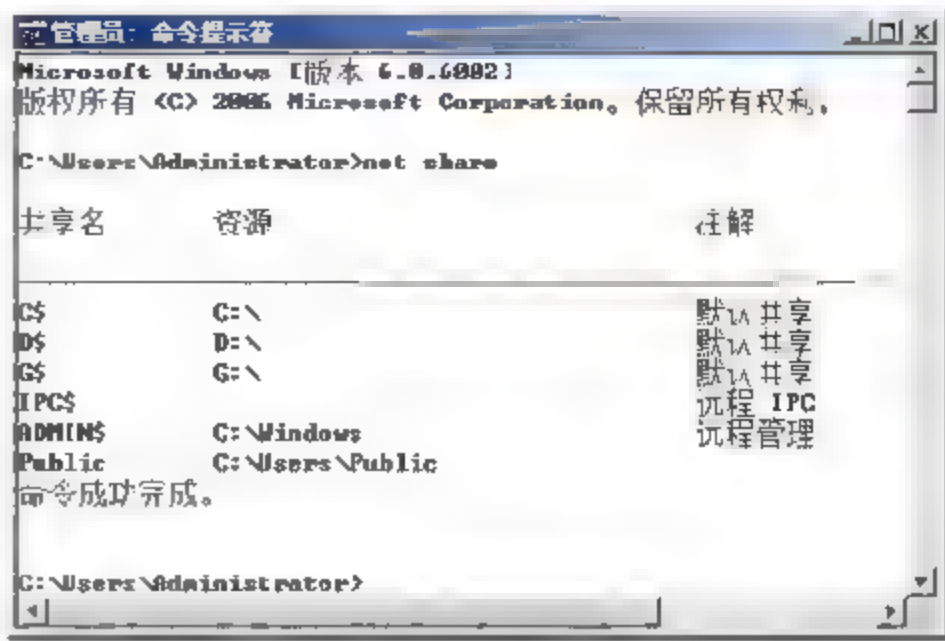 管理员: 命令提示符
Microsoft Windows [版本 6.0.6002]
版权所有 (C) 2006 Microsoft Corporation。保留所有权利。
C:\Users\Administrator>net share
共享名 资源 注解
C$ C:\ 默认共享
D$ D:\ 默认共享
G$ G:\ 默认共享
IPC$ 远程 IPC
ADMIN$ C:\Windows 远程管理
Public C:\Users\Public
命令成功完成。
C:\Users\Administrator>